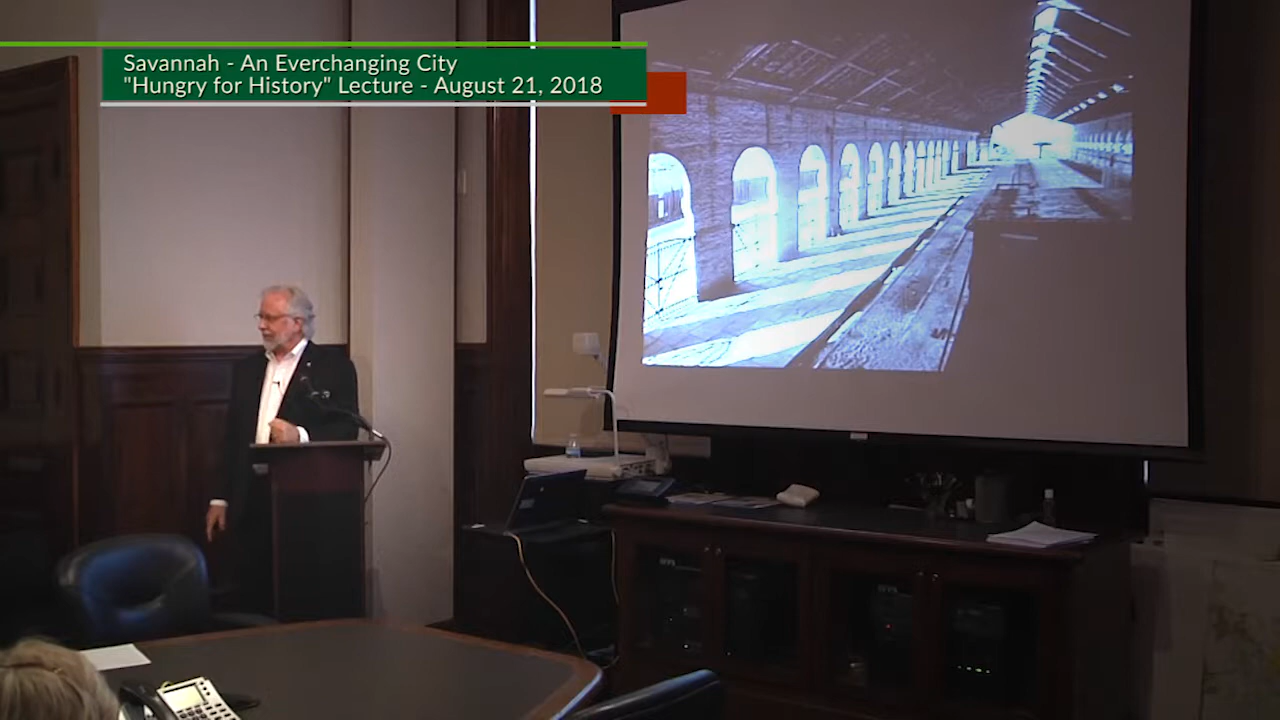 Savannah - An Everchanging City
"Hungry for History" Lecture - August 21, 2018